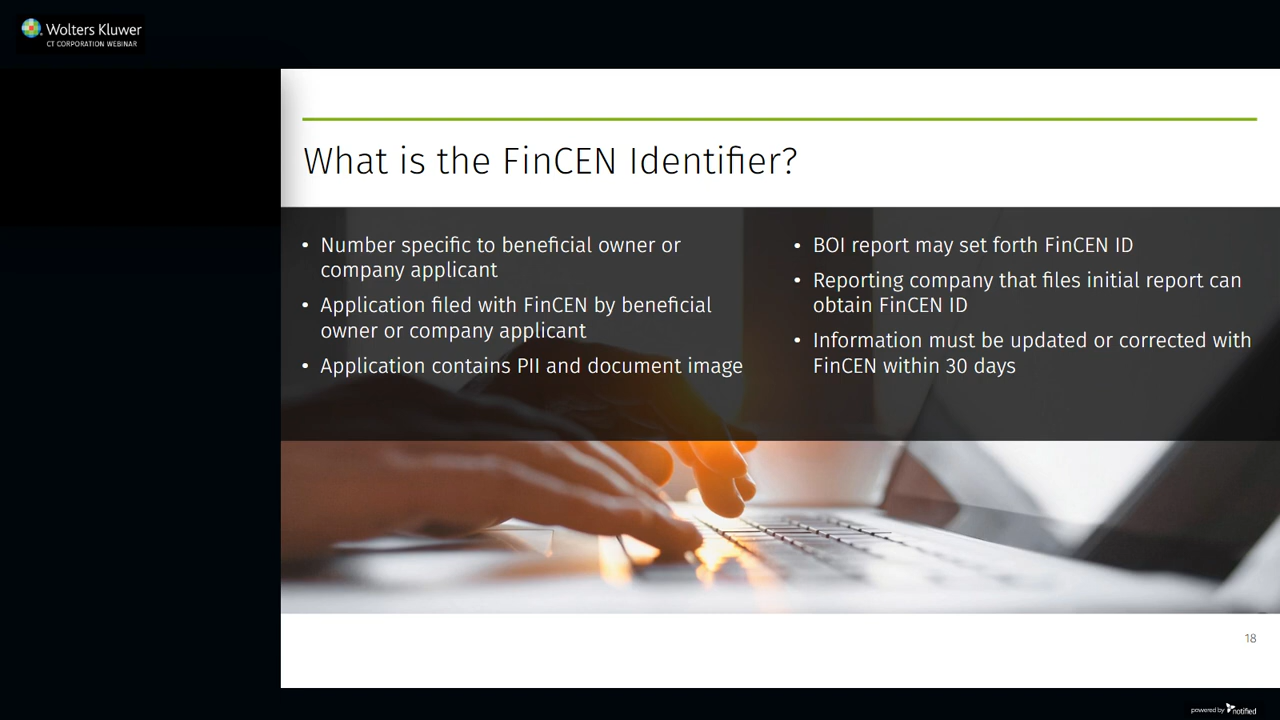 Wolters Kluwer
CT CORPORATION WEBINAR
What is the FinCEN Identifier?
• Number specific to beneficial owner or
company applicant
• Application filed with FinCEN by beneficial
owner or company applicant
• Application contains PII and document image
• BOI report may set forth FinCEN ID
• Reporting company that files initial report can
obtain FinCEN ID
• Information must be updated or corrected with
FinCEN within 30 days
18
powered by notified